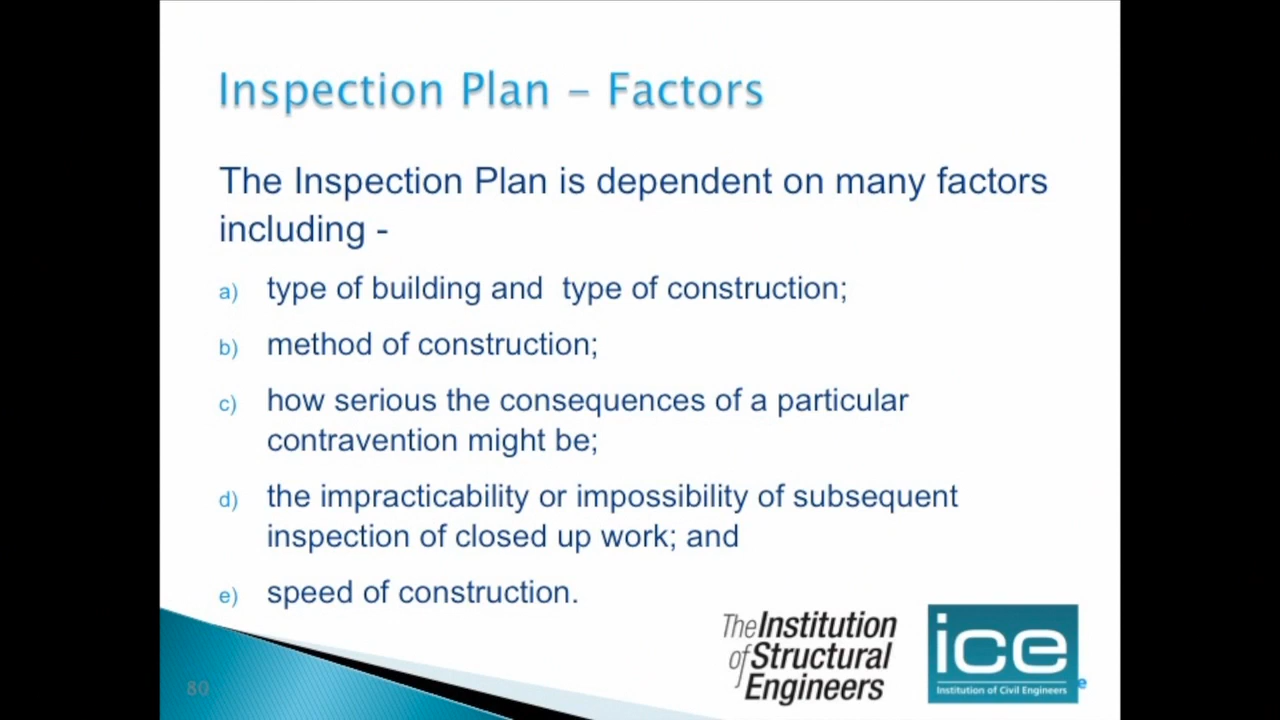 Inspection Plan – Factors
The Inspection Plan is dependent on many factors
including -
a) type of building and  type of construction;
b) method of construction;
c) how serious the consequences of a particular
contravention might be;
d) the impracticability or impossibility of subsequent
inspection of closed up work; and
e) speed of construction.
The Institution
of Structural
Engineers
ice
Institution of Civil Engineers
e
80